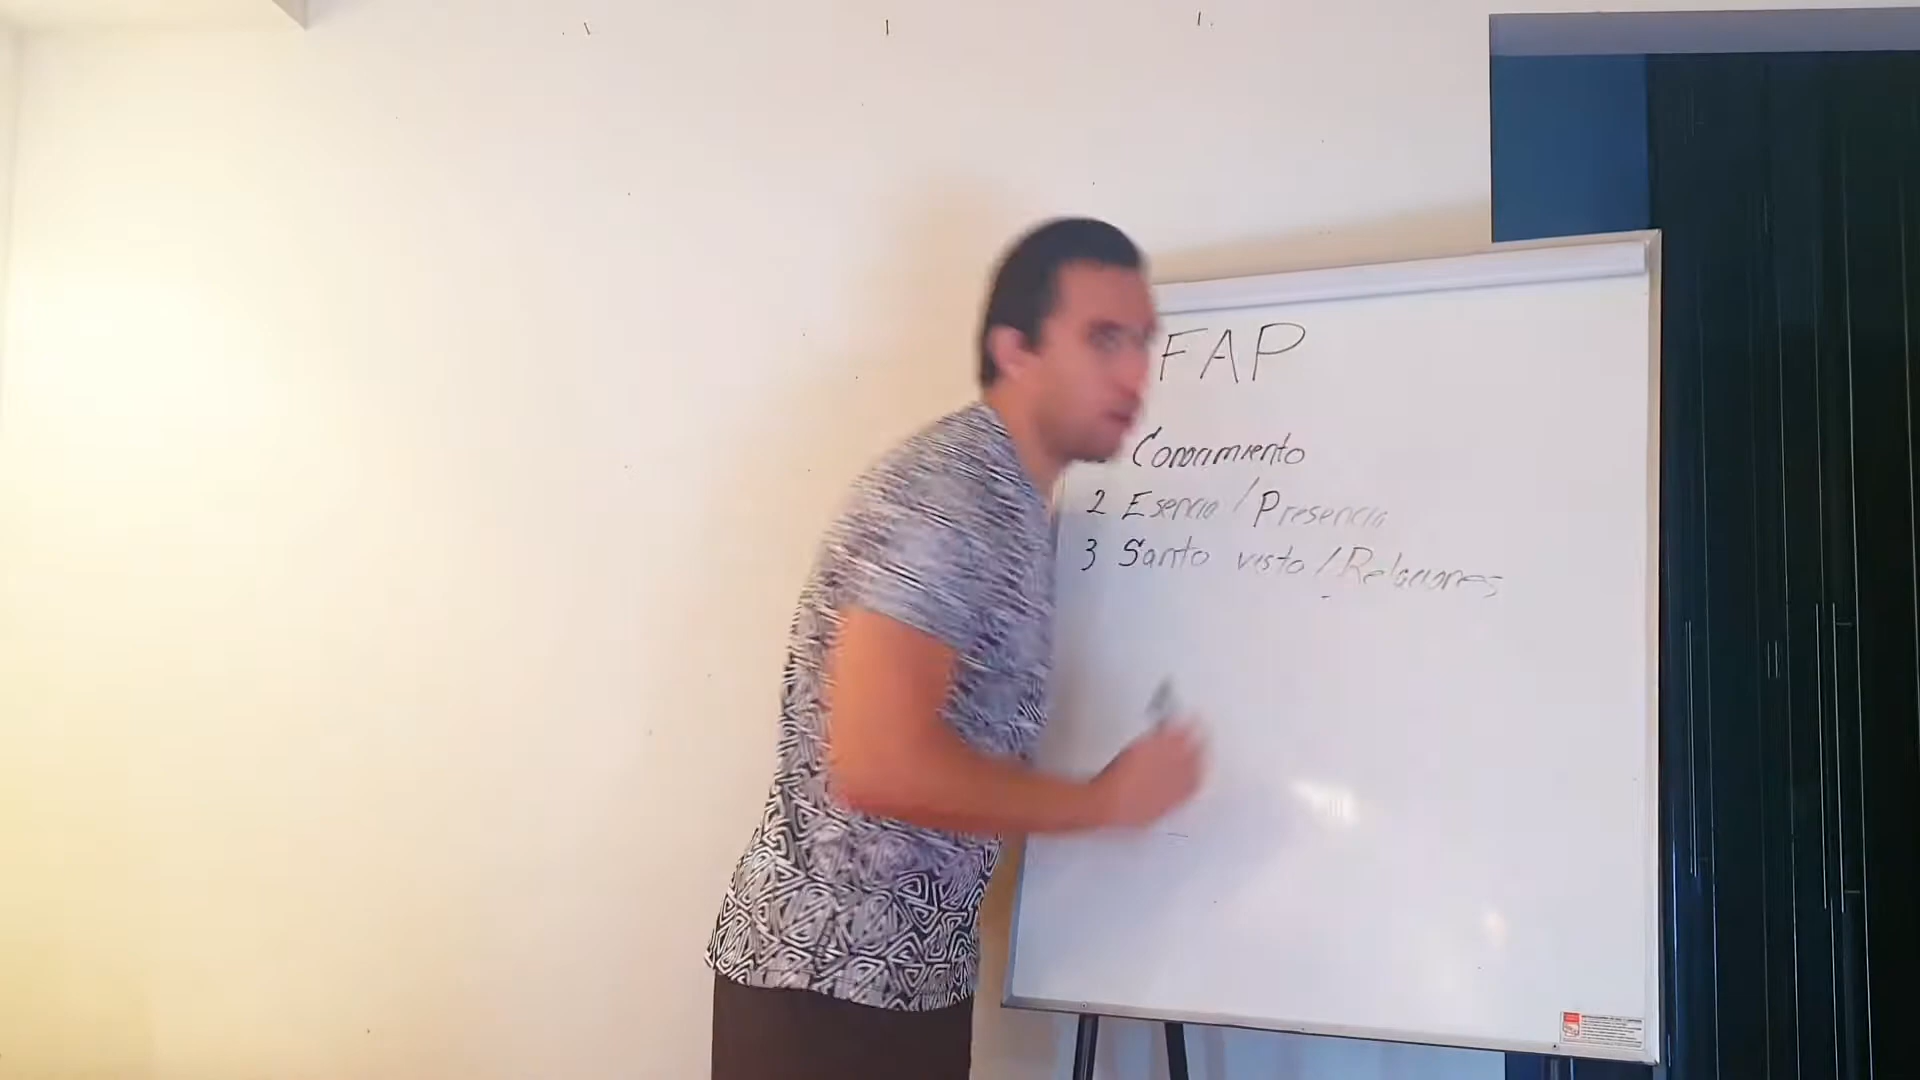 FAP
Conocimiento
2 Esencia / Presencia
3 Santo visto / Relaciones